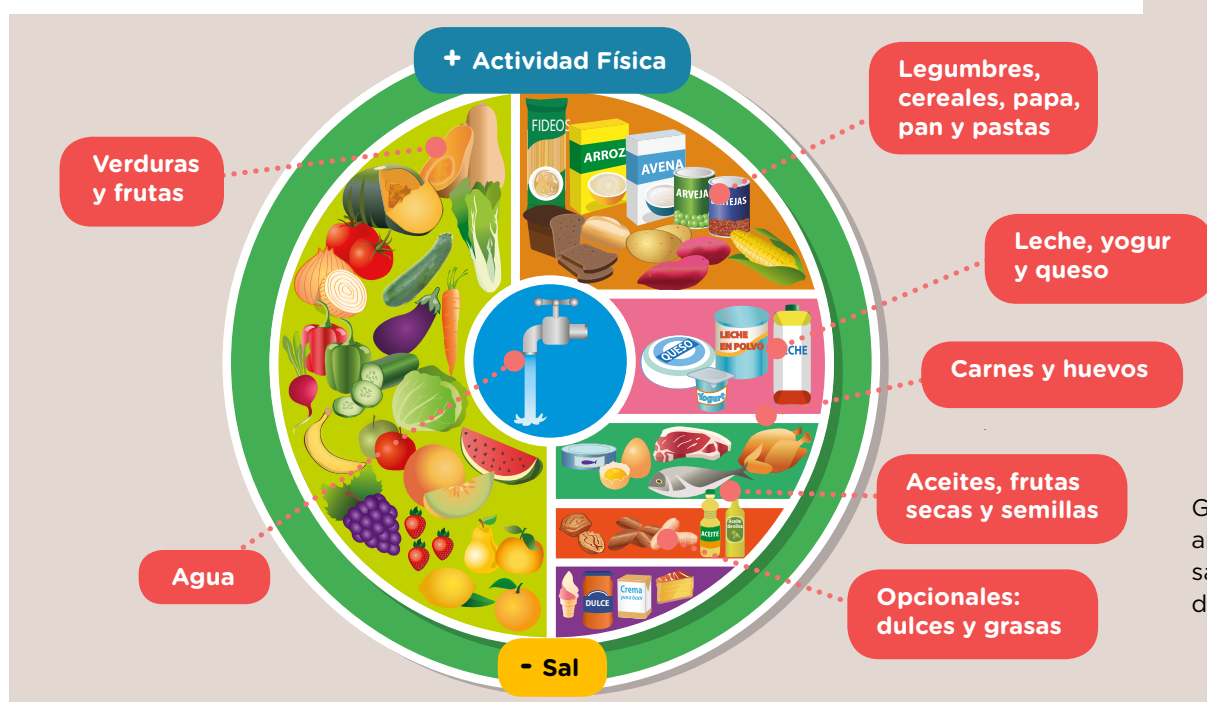 + Actividad Física
Legumbres,
cereales, papa,
pan y pastas
Verduras
y frutas
FIDEOS
ARROZ
AVENA
ARVEJAS
Leche, yogur
y queso
LECHE
EN POLVO
QUESO
Yogurt
Carnes y huevos
Aceites, frutas
secas y semillas
ACEITE
Aceite
de oliva
Agua
Opcionales:
dulces y grasas
DULCE
Crema
para batir
- Sal